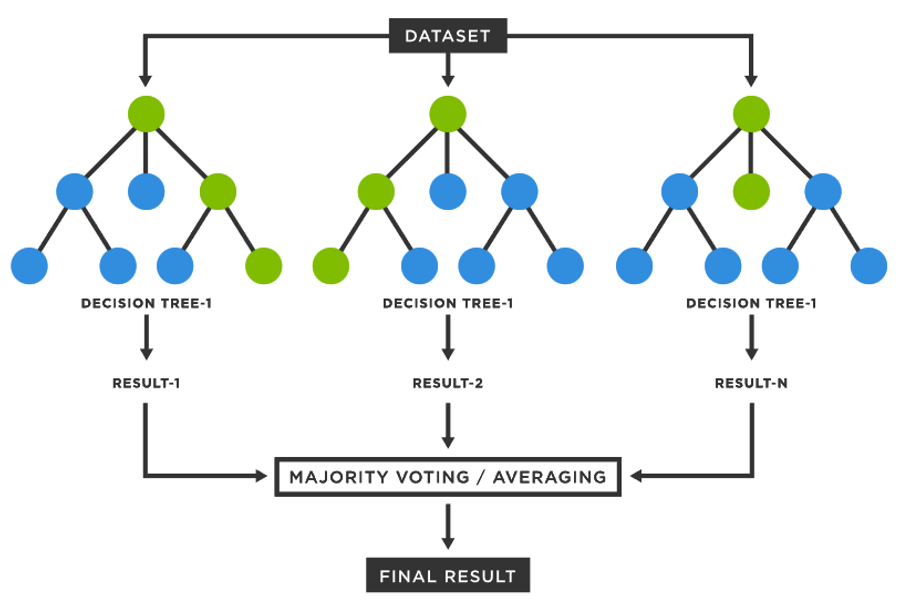 DATASET
DECISION TREE-1
DECISION TREE-1
DECISION TREE-1
RESULT-1
RESULT-2
RESULT-N
MAJORITY VOTING / AVERAGING
FINAL RESULT